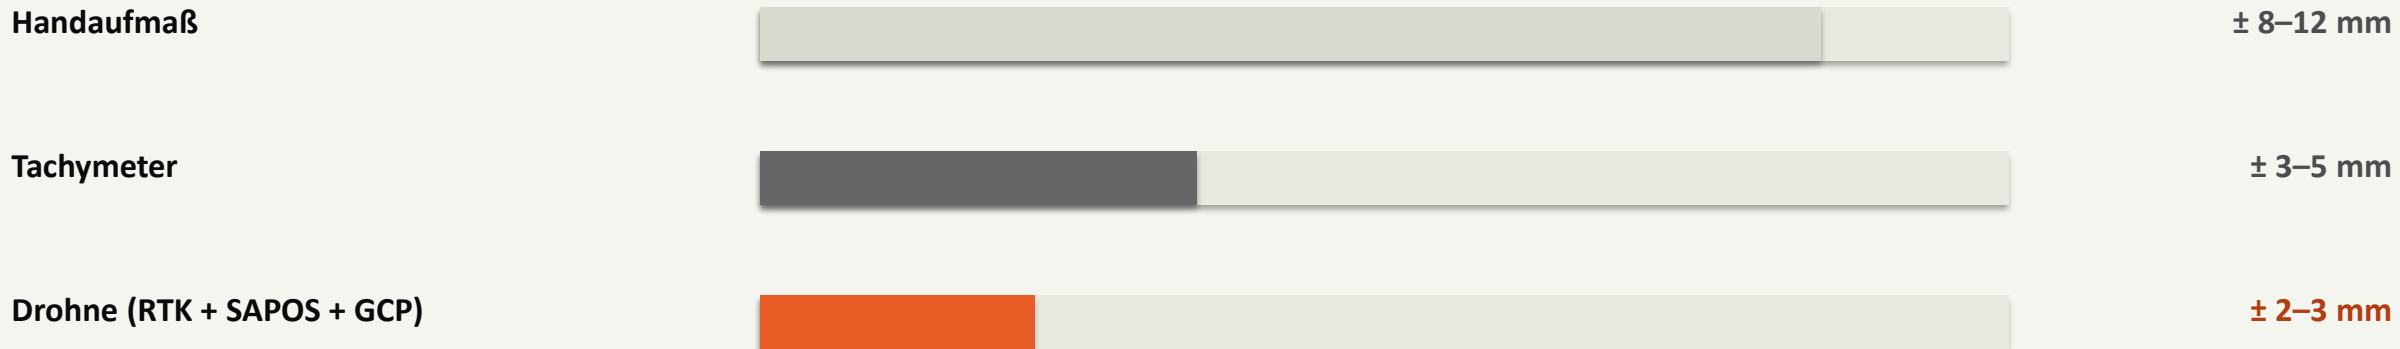 Handaufmaß ± 8–12 mm
Tachymeter ± 3–5 mm
Drohne (RTK + SAPOS + GCP) ± 2–3 mm